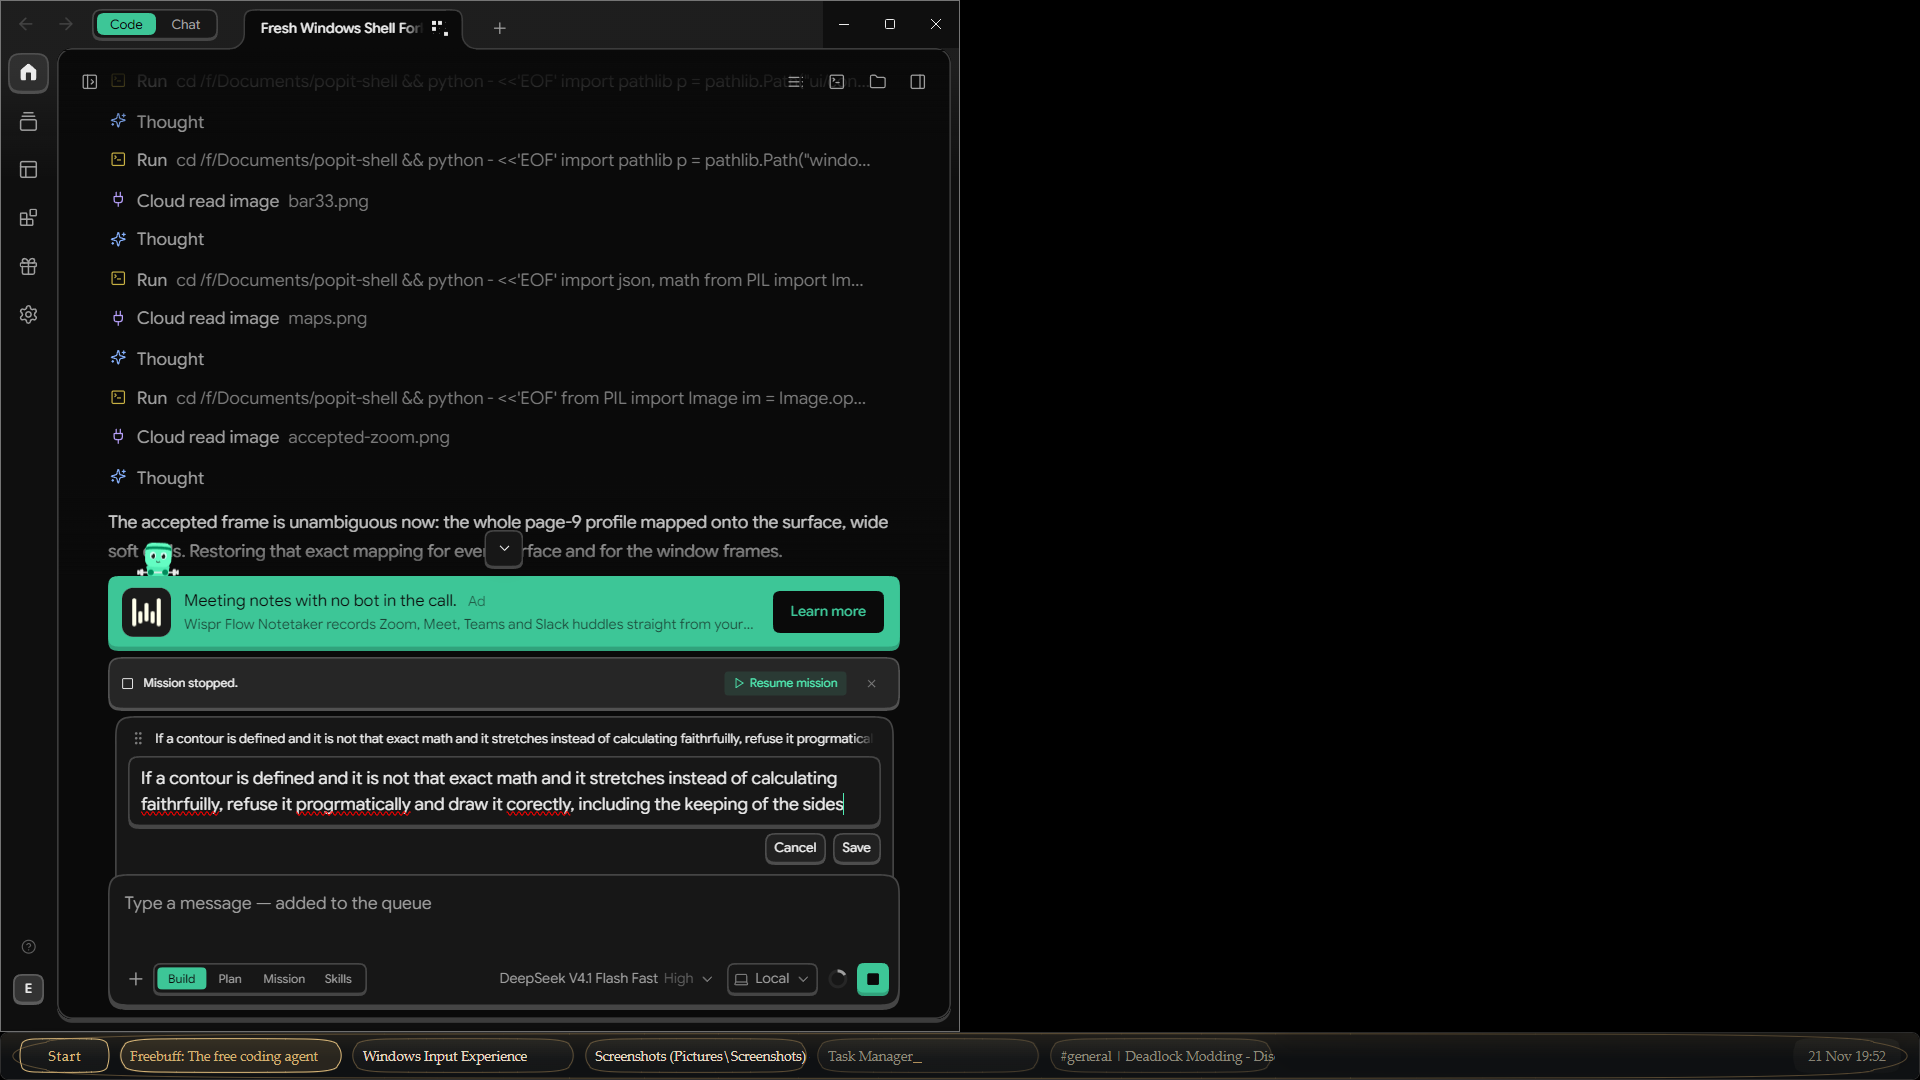 Code
Chat
Fresh Windows Shell For
Run cd /f/Documents/popit-shell && python - <<'EOF' import pathlib p = pathlib.Path("ui/
Thought
Run cd /f/Documents/popit-shell && python - <<'EOF' import pathlib p = pathlib.Path("windo...
Cloud read image bar33.png
Thought
Run cd /f/Documents/popit-shell && python - <<'EOF' import json, math from PIL import Im...
Cloud read image maps.png
Thought
Run cd /f/Documents/popit-shell && python - <<'EOF' from PIL import Image im = Image.op...
Cloud read image accepted-zoom.png
Thought
The accepted frame is unambiguous now: the whole page-9 profile mapped onto the surface, wide
soft s. Restoring that exact mapping for ever rface and for the window frames.
Meeting notes with no bot in the call. Ad
Wispr Flow Notetaker records Zoom, Meet, Teams and Slack huddles straight from your...
Learn more
Mission stopped.
Resume mission
If a contour is defined and it is not that exact math and it stretches instead of calculating faithrfuilly, refuse it progrmatical
If a contour is defined and it is not that exact math and it stretches instead of calculating
faithrfuilly, refuse it progrmatically and draw it corectly, including the keeping of the sides
Cancel
Save
Type a message — added to the queue
Build
Plan
Mission
Skills
DeepSeek V4.1 Flash Fast High
Local
E
Start
Freebuff: The free coding agent
Windows Input Experience
Screenshots (Pictures\Screenshots)
Task Manager_
#general | Deadlock Modding - Dis
21 Nov 19:52